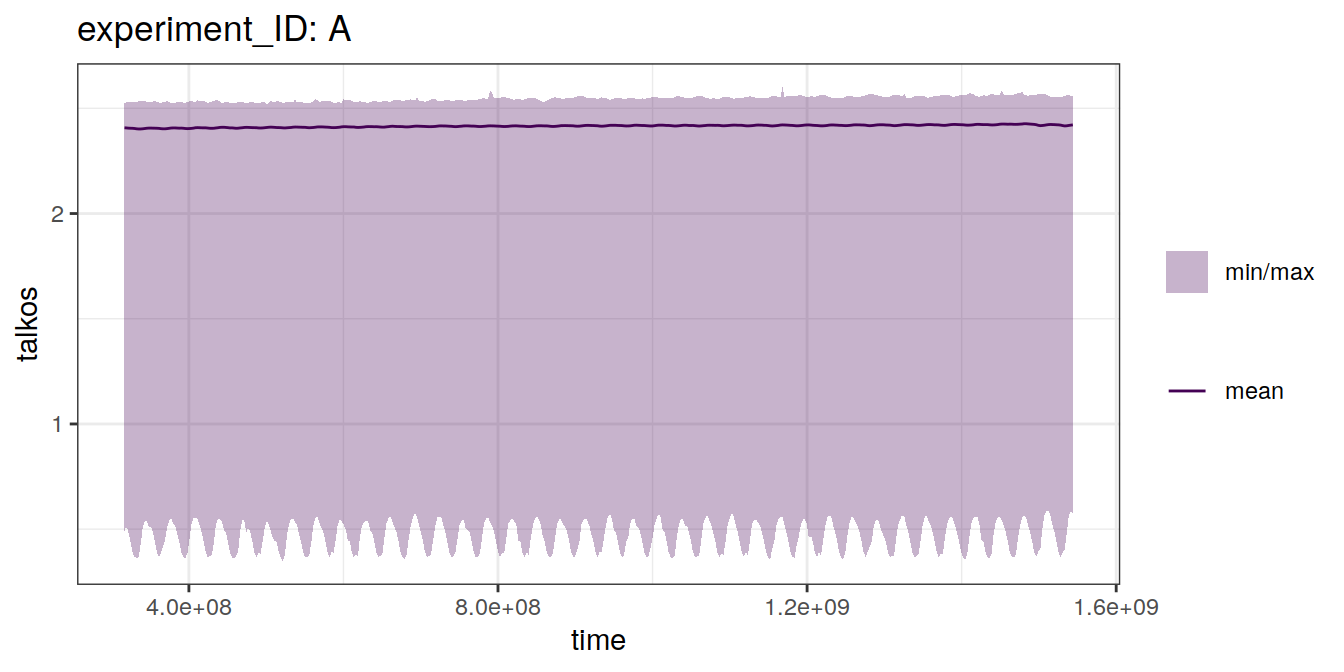 experiment_ID: A
talkos
2
1
4.0e+08
8.0e+08
1.2e+09
1.6e+09
time
min/max
mean